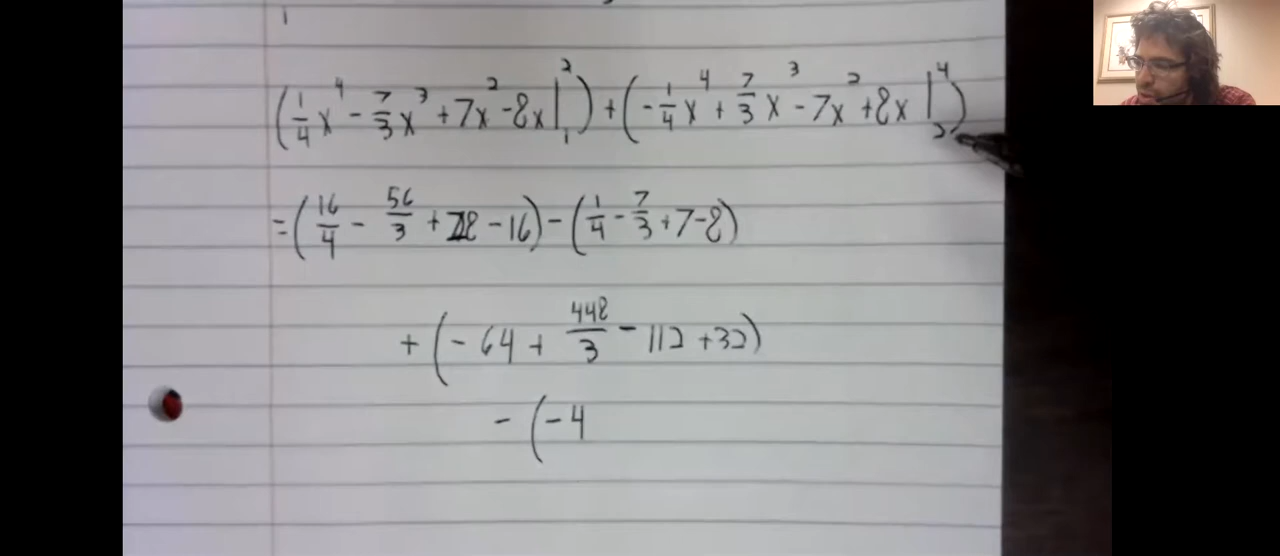 (1/4 x^4 - 7/3 x^3 + 7x^2 - 8x |_1^2) + (-1/4 x^4 + 7/3 x^3 - 7x^2 + 8x |_2^4)
= (16/4 - 56/3 + 28 - 16) - (1/4 - 7/3 + 7 - 8)
+ (-64 + 448/3 - 112 + 32)
- (-4